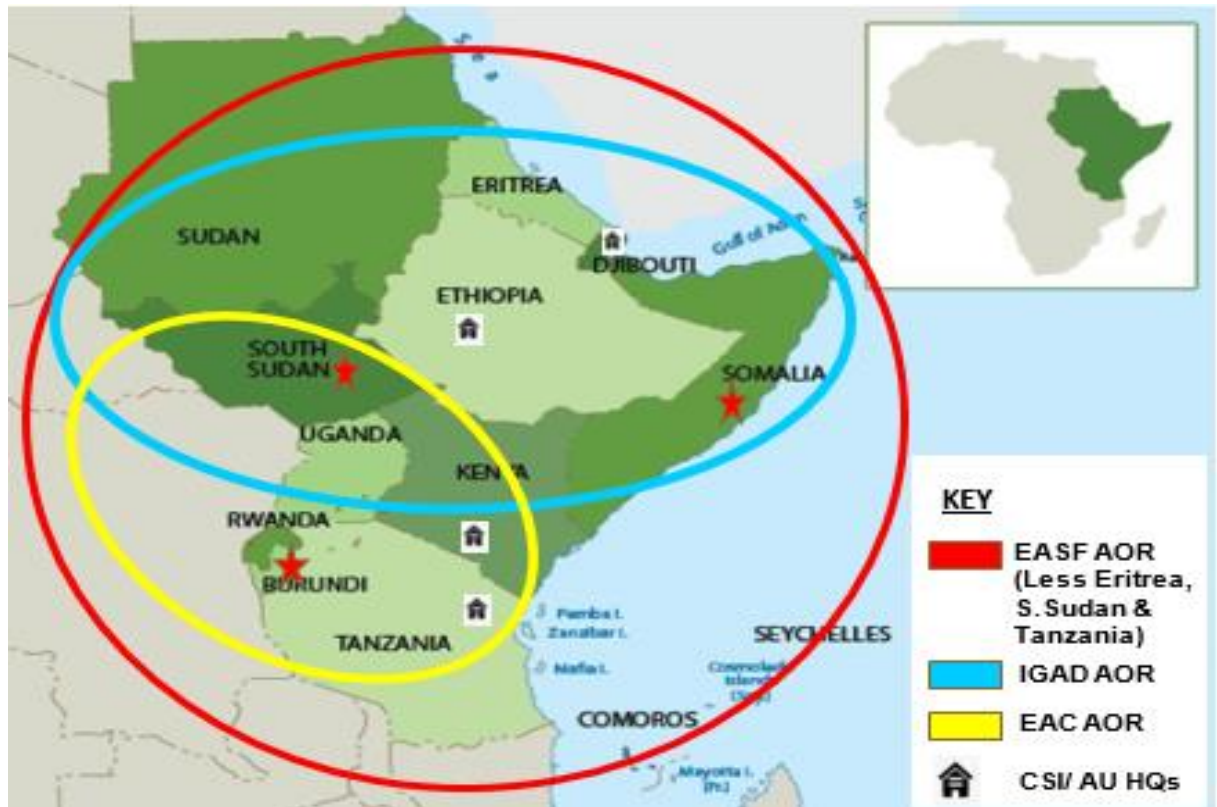 Sea
ERITREA
SUDAN
Gulf of Aden
DJIBOUTI
ETHIOPIA
SOUTH
SUDAN
SOMALIA
UGANDA
KENYA
RWANDA
BURUNDI
TANZANIA
Pemba I.
Zanzibar I.
Mafia I.
SEYCHELLES
COMOROS
KEY
EASF AOR
(Less Eritrea,
S. Sudan &
Tanzania)
IGAD AOR
EAC AOR
CSI/ AU HQs